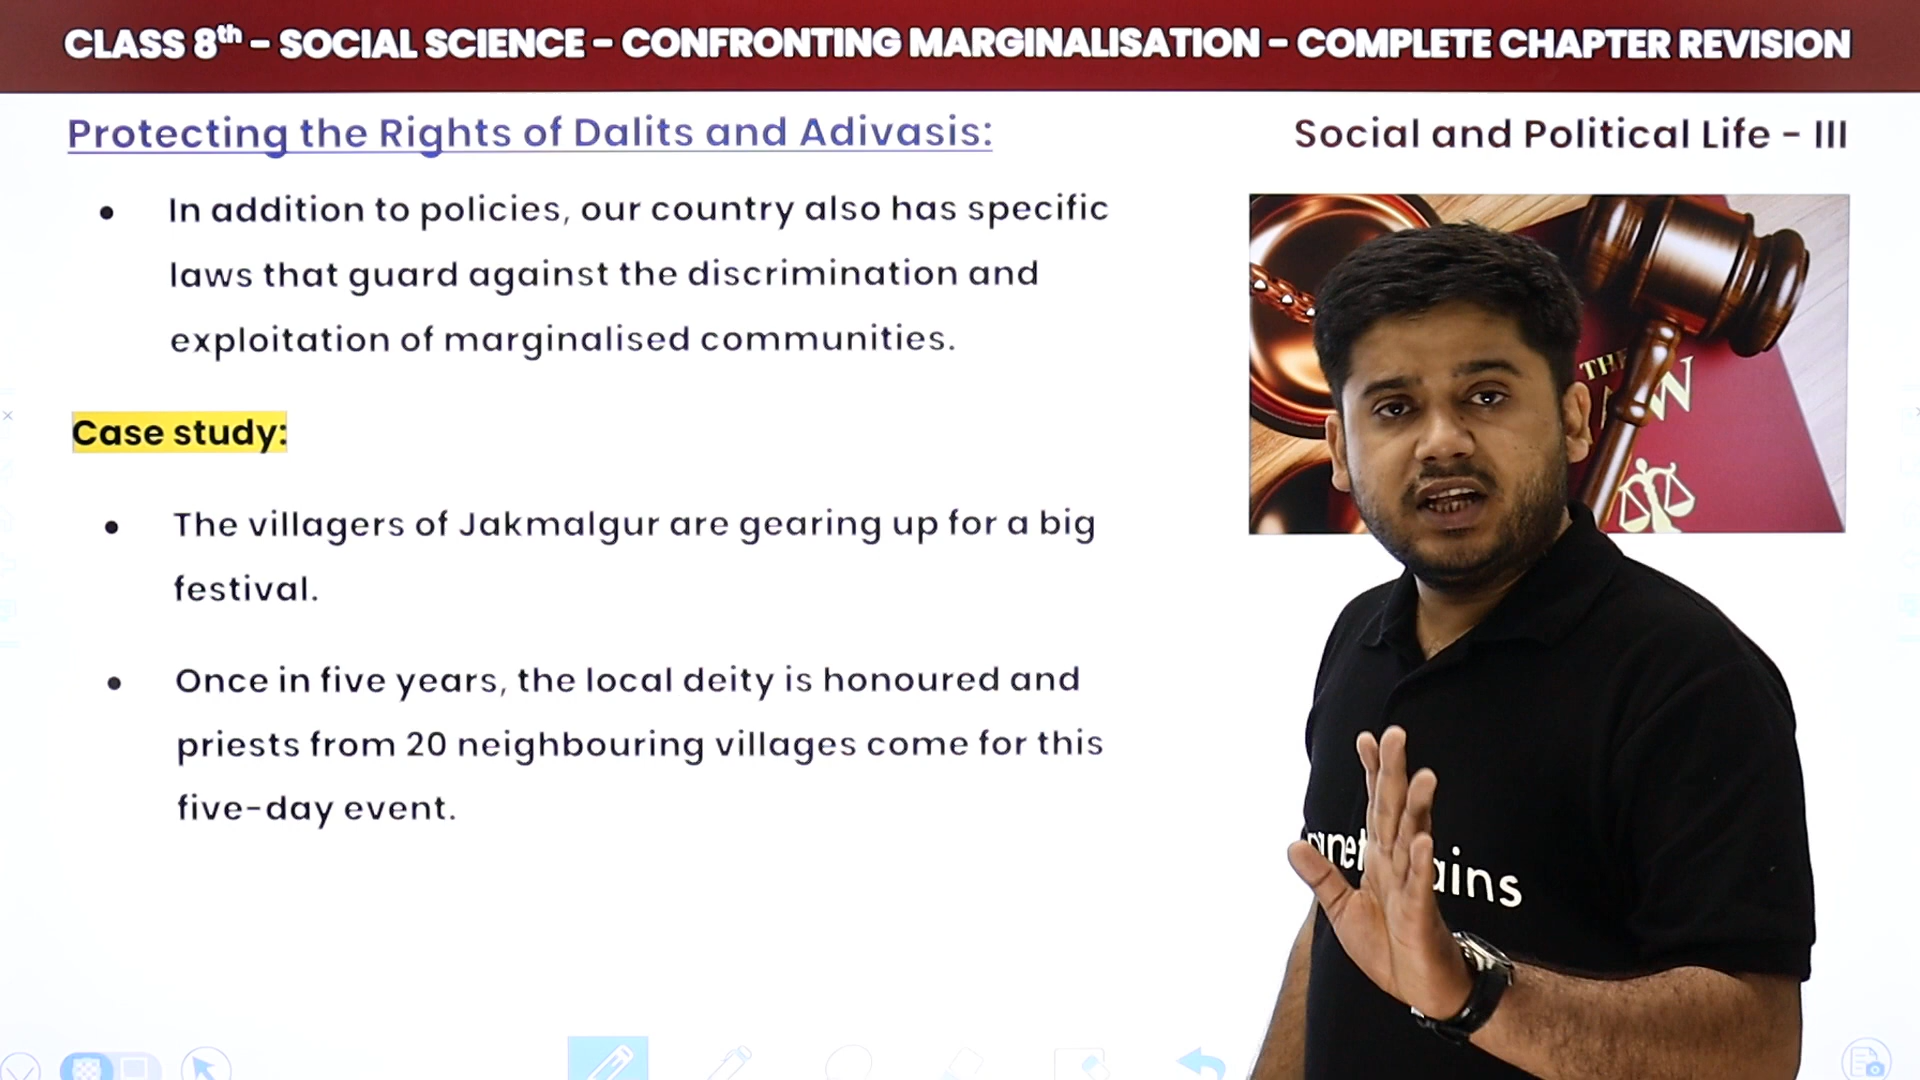 CLASS 8th - SOCIAL SCIENCE - CONFRONTING MARGINALISATION - COMPLETE CHAPTER REVISION
Protecting the Rights of Dalits and Adivasis:
Social and Political Life - III
In addition to policies, our country also has specific
laws that guard against the discrimination and
exploitation of marginalised communities.
Case study:
The villagers of Jakmalgur are gearing up for a big
festival.
Once in five years, the local deity is honoured and
priests from 20 neighbouring villages come for this
five-day event.